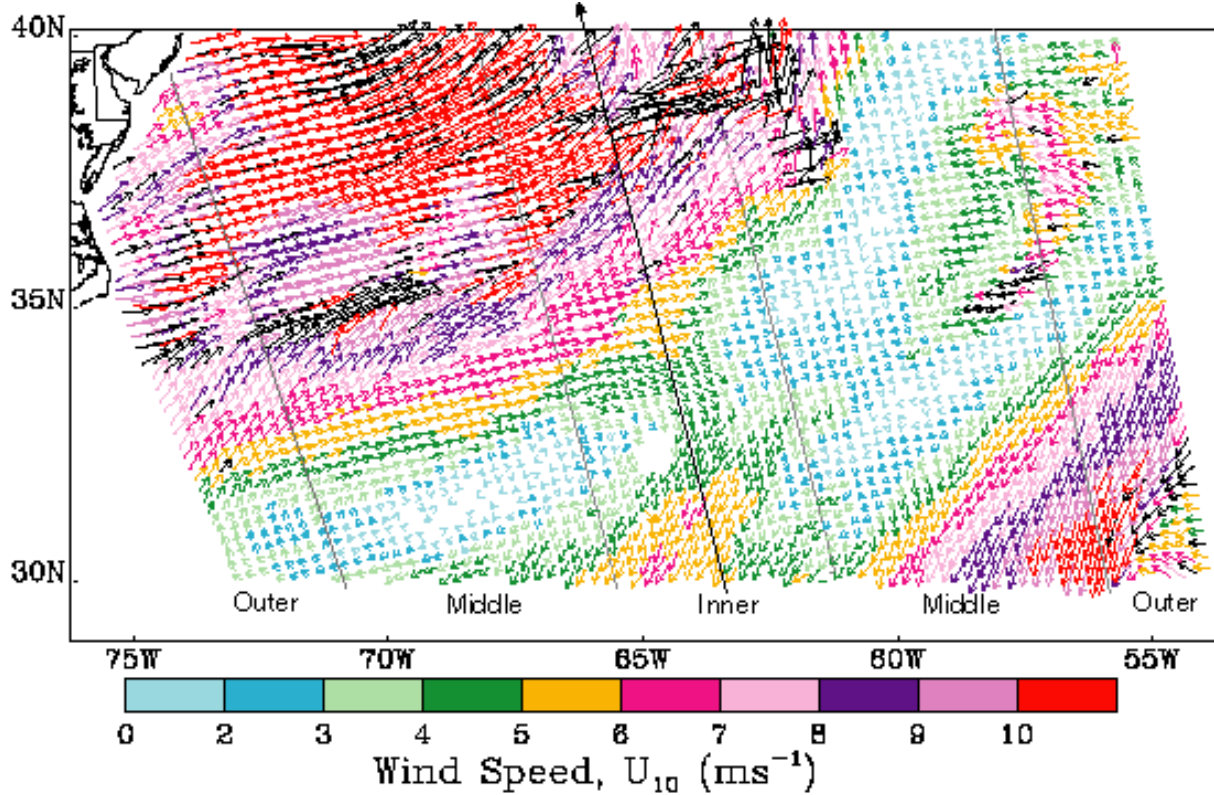 40N
35N
30N
Outer Middle Inner Middle Outer
75W 70W 65W 60W 55W
0 2 3 4 5 6 7 8 9 10
Wind Speed, U10 (ms−1)